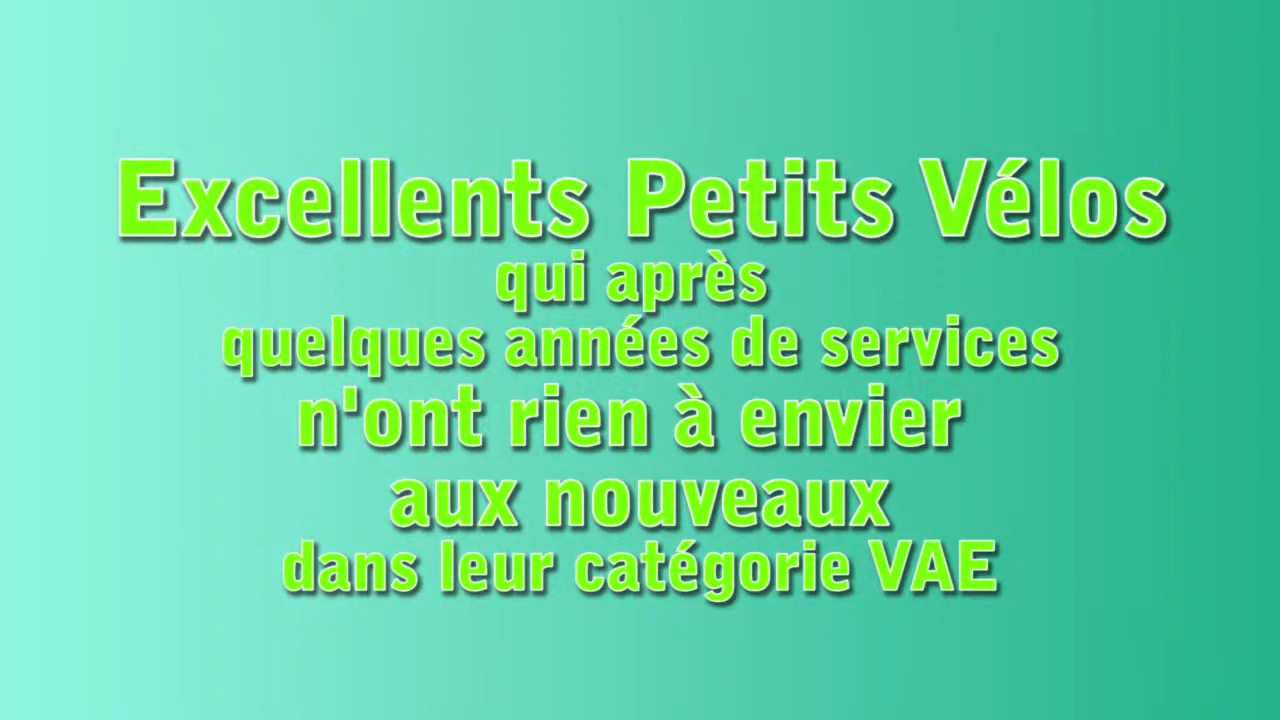 Excellents Petits Vélos
qui après
quelques années de services
n'ont rien à envier
aux nouveaux
dans leur catégorie VAE